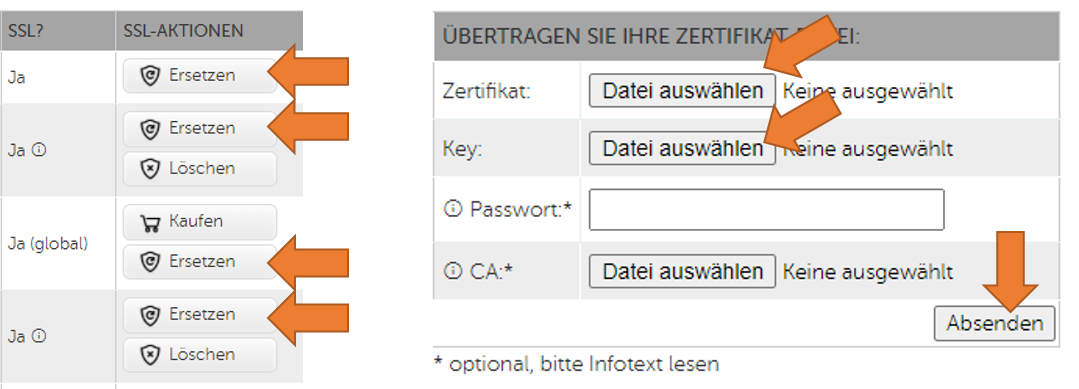 SSL? SSL-AKTIONEN
Ja Ersetzen
Ersetzen
Ja
Löschen
Kaufen
Ja (global)
Ersetzen
Ersetzen
Ja
Löschen
ÜBERTRAGEN SIE IHRE ZERTIFIKAT
Zertifikat: Datei auswählen Keine ausgewählt
Key: Datei auswählen Keine ausgewählt
Passwort:*
CA:* Datei auswählen Keine ausgewählt
Absenden
* optional, bitte Infotext lesen